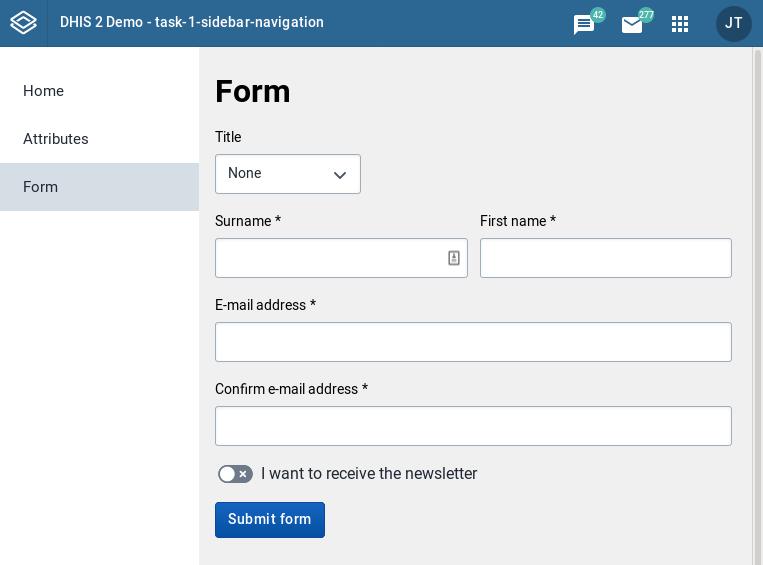 DHIS 2 Demo - task-1-sidebar-navigation
42
277
JT
Home
Attributes
Form
Form
Title
None
Surname *
First name *
E-mail address *
Confirm e-mail address *
I want to receive the newsletter
Submit form